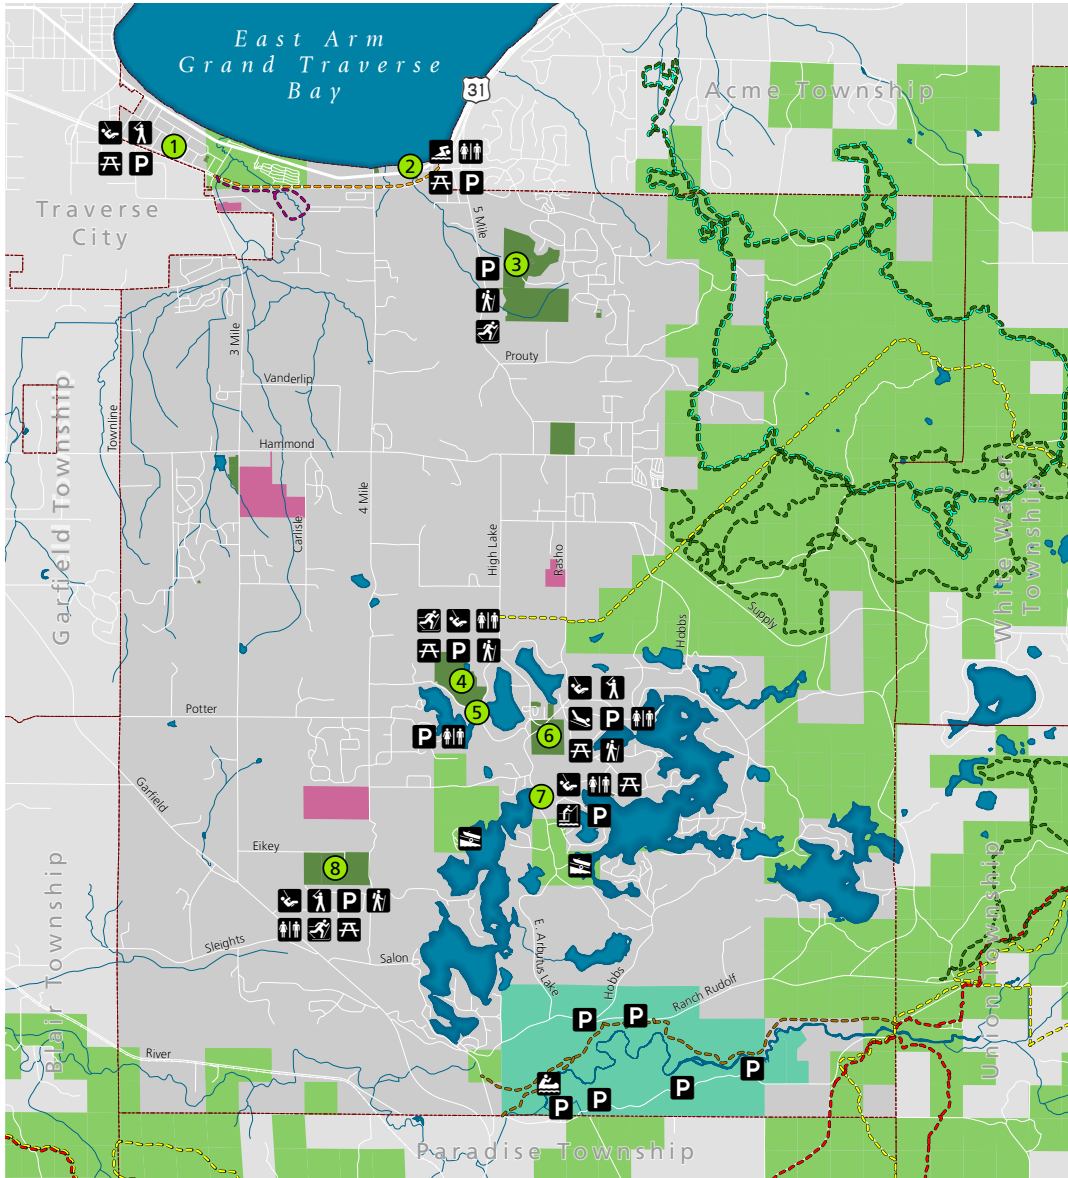 East Arm
Grand Traverse
Bay
31
Acme Township
1
P
2
P
Traverse
City
5 Mile
3
P
3 Mile
Prouty
Vanderlip
Garfield Township
Townline
Hammond
White Water
Township
4 Mile
Carlisle
High Lake
Rasho
Supply
Hobbs
P
4
5
P
Potter
6
P
7
P
Garfield
Eikey
8
P
Blair Township
Sleights
Salon
E. Arbutus Lake
Hobbs
Ranch Rudolf
Union Township
P
P
River
P
P
P
P
Paradise Township